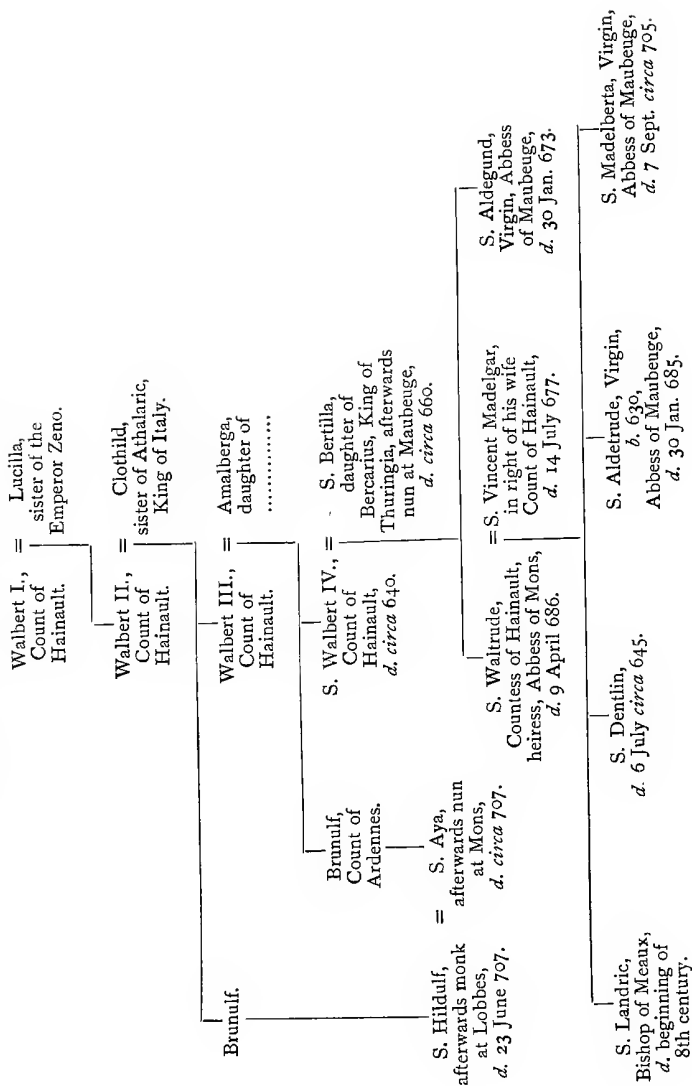 Walbert I.,
Count of
Hainault.
=
Lucilla,
sister of the
Emperor Zeno.
Walbert II.,
Count of
Hainault.
=
Clothild,
sister of Athalaric,
King of Italy.
Brunulf.
Walbert III.,
Count of
Hainault.
=
Amalberga,
daughter of
...............
Brunulf,
Count of
Ardennes.
S. Walbert IV.,
Count of
Hainault,
d. circa 640.
=
S. Bertilla,
daughter of
Bercarius, King of
Thuringia, afterwards
nun at Maubeuge,
d. circa 660.
S. Hildulf,
afterwards monk
at Lobbes,
d. 23 June 707.
=
S. Aya,
afterwards nun
at Mons,
d. circa 707.
S. Waltrude,
Countess of Hainault,
heiress, Abbess of Mons,
d. 9 April 686.
=
S. Vincent Madelgar,
in right of his wife
Count of Hainault,
d. 14 July 677.
S. Aldegund,
Virgin, Abbess
of Maubeuge,
d. 30 Jan. 673.
S. Landric,
Bishop of Meaux,
d. beginning of
8th century.
S. Dentlin,
d. 6 July circa 645.
S. Aldetrude, Virgin,
b. 630,
Abbess of Maubeuge,
d. 30 Jan. 685.
S. Madelberta, Virgin,
Abbess of Maubeuge,
d. 7 Sept. circa 705.